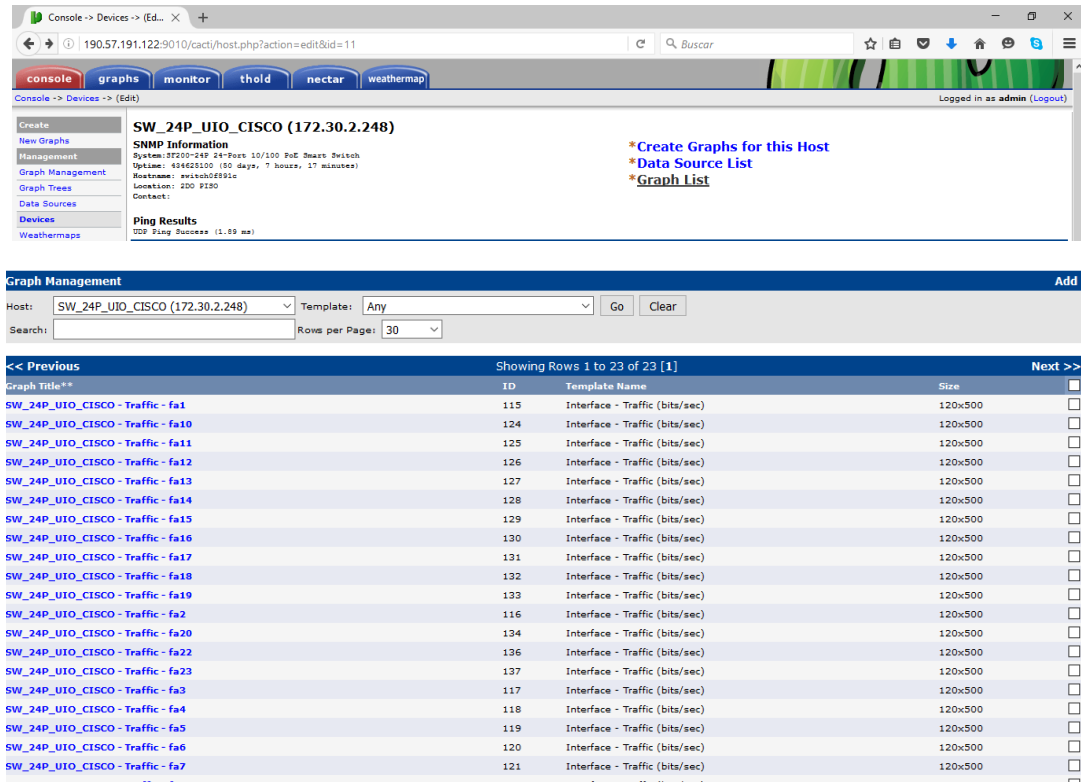 Console -> Devices -> (Ed... × +
190.57.191.122:9010/cacti/host.php?action=edit&id=11 Buscar
console graphs monitor thold nectar weathermap
Console -> Devices -> (Edit) Logged in as admin (Logout)
Create
New Graphs
Management
Graph Management
Graph Trees
Data Sources
Devices
Weathermaps
SW_24P_UIO_CISCO (172.30.2.248)
SNMP Information
System:SF200-24P 24-Port 10/100 PoE Smart Switch
Uptime: 434625100 (50 days, 7 hours, 17 minutes)
Hostname: switch0f891c
Location: 2DO PISO
Contact:
Ping Results
UDP Ping Success (1.89 ms)
*Create Graphs for this Host
*Data Source List
*Graph List
Graph Management Add
Host: SW_24P_UIO_CISCO (172.30.2.248) Template: Any Go Clear
Search: Rows per Page: 30
<< Previous Showing Rows 1 to 23 of 23 [1] Next >>
Graph Title** ID Template Name Size
SW_24P_UIO_CISCO - Traffic - fa1 115 Interface - Traffic (bits/sec) 120x500
SW_24P_UIO_CISCO - Traffic - fa10 124 Interface - Traffic (bits/sec) 120x500
SW_24P_UIO_CISCO - Traffic - fa11 125 Interface - Traffic (bits/sec) 120x500
SW_24P_UIO_CISCO - Traffic - fa12 126 Interface - Traffic (bits/sec) 120x500
SW_24P_UIO_CISCO - Traffic - fa13 127 Interface - Traffic (bits/sec) 120x500
SW_24P_UIO_CISCO - Traffic - fa14 128 Interface - Traffic (bits/sec) 120x500
SW_24P_UIO_CISCO - Traffic - fa15 129 Interface - Traffic (bits/sec) 120x500
SW_24P_UIO_CISCO - Traffic - fa16 130 Interface - Traffic (bits/sec) 120x500
SW_24P_UIO_CISCO - Traffic - fa17 131 Interface - Traffic (bits/sec) 120x500
SW_24P_UIO_CISCO - Traffic - fa18 132 Interface - Traffic (bits/sec) 120x500
SW_24P_UIO_CISCO - Traffic - fa19 133 Interface - Traffic (bits/sec) 120x500
SW_24P_UIO_CISCO - Traffic - fa2 116 Interface - Traffic (bits/sec) 120x500
SW_24P_UIO_CISCO - Traffic - fa20 134 Interface - Traffic (bits/sec) 120x500
SW_24P_UIO_CISCO - Traffic - fa22 136 Interface - Traffic (bits/sec) 120x500
SW_24P_UIO_CISCO - Traffic - fa23 137 Interface - Traffic (bits/sec) 120x500
SW_24P_UIO_CISCO - Traffic - fa3 117 Interface - Traffic (bits/sec) 120x500
SW_24P_UIO_CISCO - Traffic - fa4 118 Interface - Traffic (bits/sec) 120x500
SW_24P_UIO_CISCO - Traffic - fa5 119 Interface - Traffic (bits/sec) 120x500
SW_24P_UIO_CISCO - Traffic - fa6 120 Interface - Traffic (bits/sec) 120x500
SW_24P_UIO_CISCO - Traffic - fa7 121 Interface - Traffic (bits/sec) 120x500